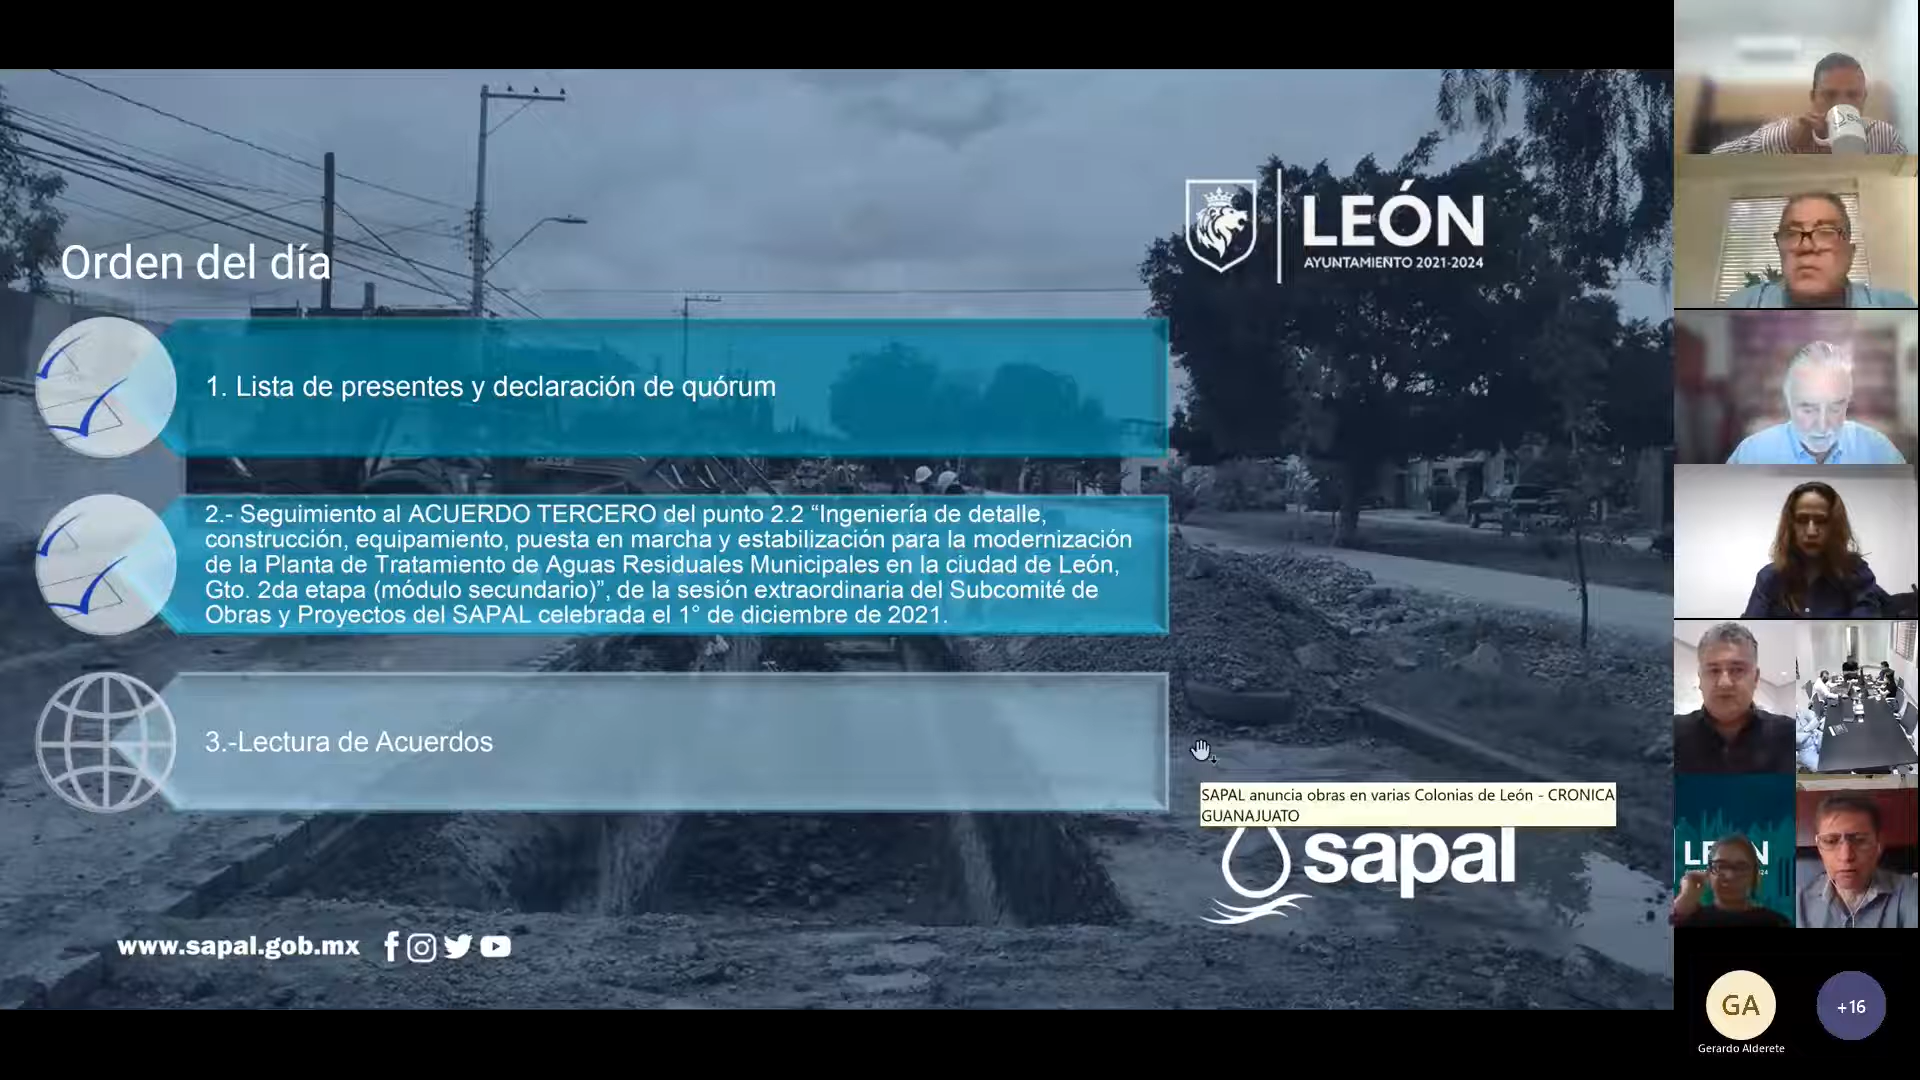 Orden del día
LEÓN
AYUNTAMIENTO 2021-2024
1. Lista de presentes y declaración de quórum
2.- Seguimiento al ACUERDO TERCERO del punto 2.2 “Ingeniería de detalle,
construcción, equipamiento, puesta en marcha y estabilización para la modernización
de la Planta de Tratamiento de Aguas Residuales Municipales en la ciudad de León,
Gto. 2da etapa (módulo secundario)”, de la sesión extraordinaria del Subcomité de
Obras y Proyectos del SAPAL celebrada el 1° de diciembre de 2021.
3.-Lectura de Acuerdos
SAPAL anuncia obras en varias Colonias de León - CRONICA
GUANAJUATO
sapal
www.sapal.gob.mx
GA
+16
Gerardo Alderete